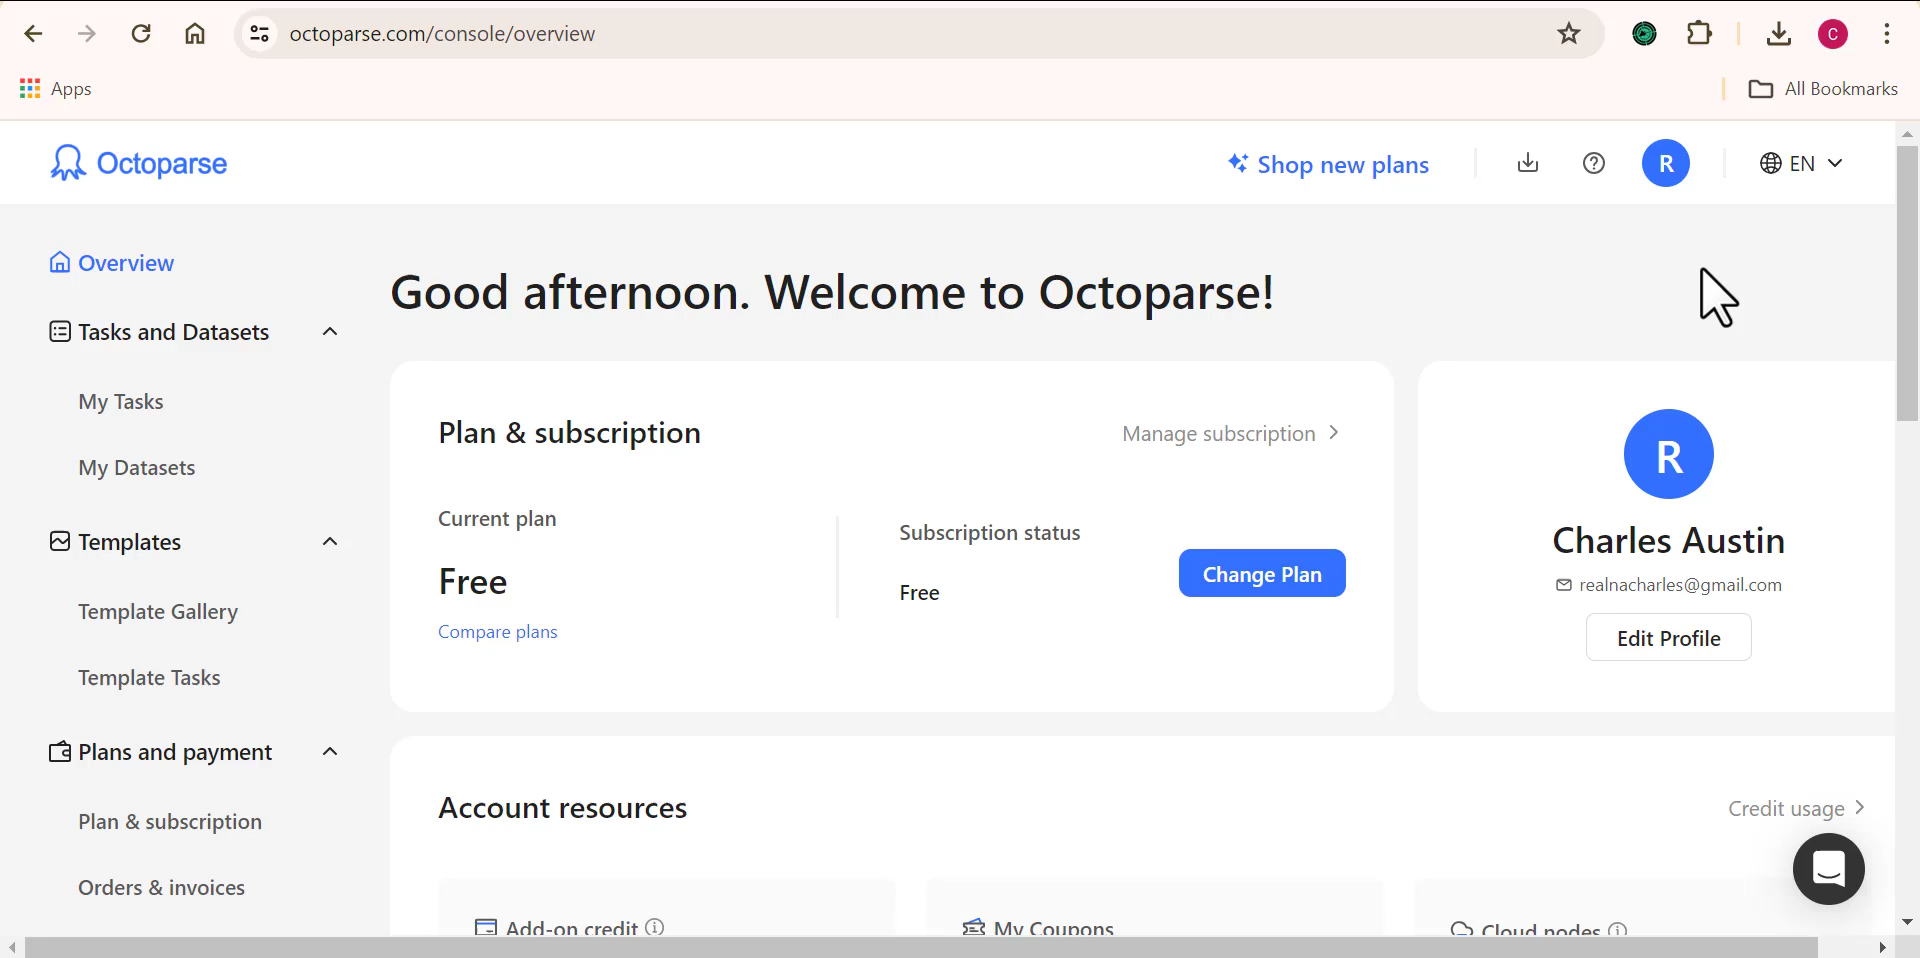 octoparse.com/console/overview
C
Apps
All Bookmarks
Octoparse
Shop new plans
R
EN
Overview
Tasks and Datasets
My Tasks
My Datasets
Templates
Template Gallery
Template Tasks
Plans and payment
Plan & subscription
Orders & invoices
Good afternoon. Welcome to Octoparse!
Plan & subscription
Manage subscription
Current plan
Free
Compare plans
Subscription status
Free
Change Plan
R
Charles Austin
realnacharles@gmail.com
Edit Profile
Account resources
Credit usage
Add-on credit
My Coupons
Cloud nodes